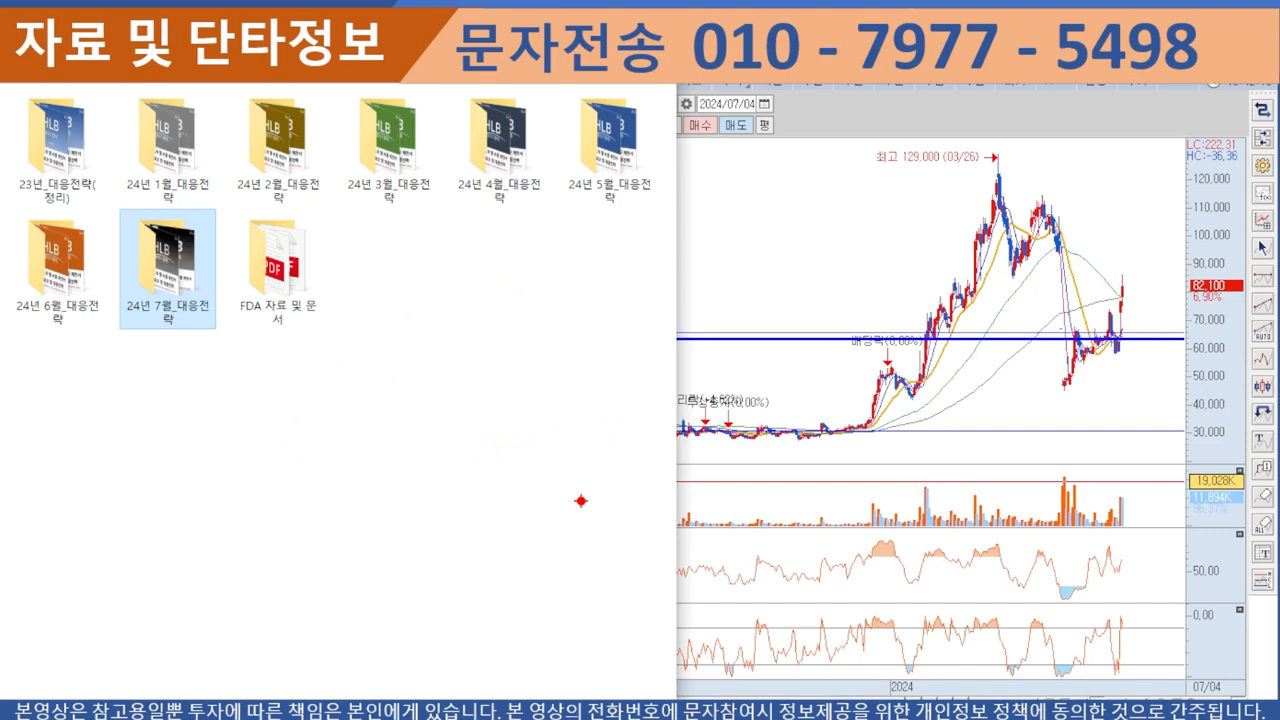 자료 및 단타정보
문자전송 010 - 7977 - 5498
23년_대응전략(
정리)
24년 1월_대응전
략
24년 2월_대응전
략
24년 3월_대응전
략
24년 4월_대응전
략
24년 5월_대응전
략
24년 6월_대응전
략
24년 7월_대응전
략
FDA 자료 및 문
서
PDF
2024/07/04
매수 매도 평
최고 129,000 (03/26)
LC:222,31
HC:-36,36
120,000
110,000
100,000
90,000
82,100
6,90%
70,000
60,000
50,000
40,000
30,000
배당락(0,00%)
19,028K
11,894K
50,00
0,00
2024
07/04
본영상은 참고용일뿐 투자에 따른 책임은 본인에게 있습니다. 본 영상의 전화번호에 문자참여시 정보제공을 위한 개인정보 정책에 동의한 것으로 간주됩니다.